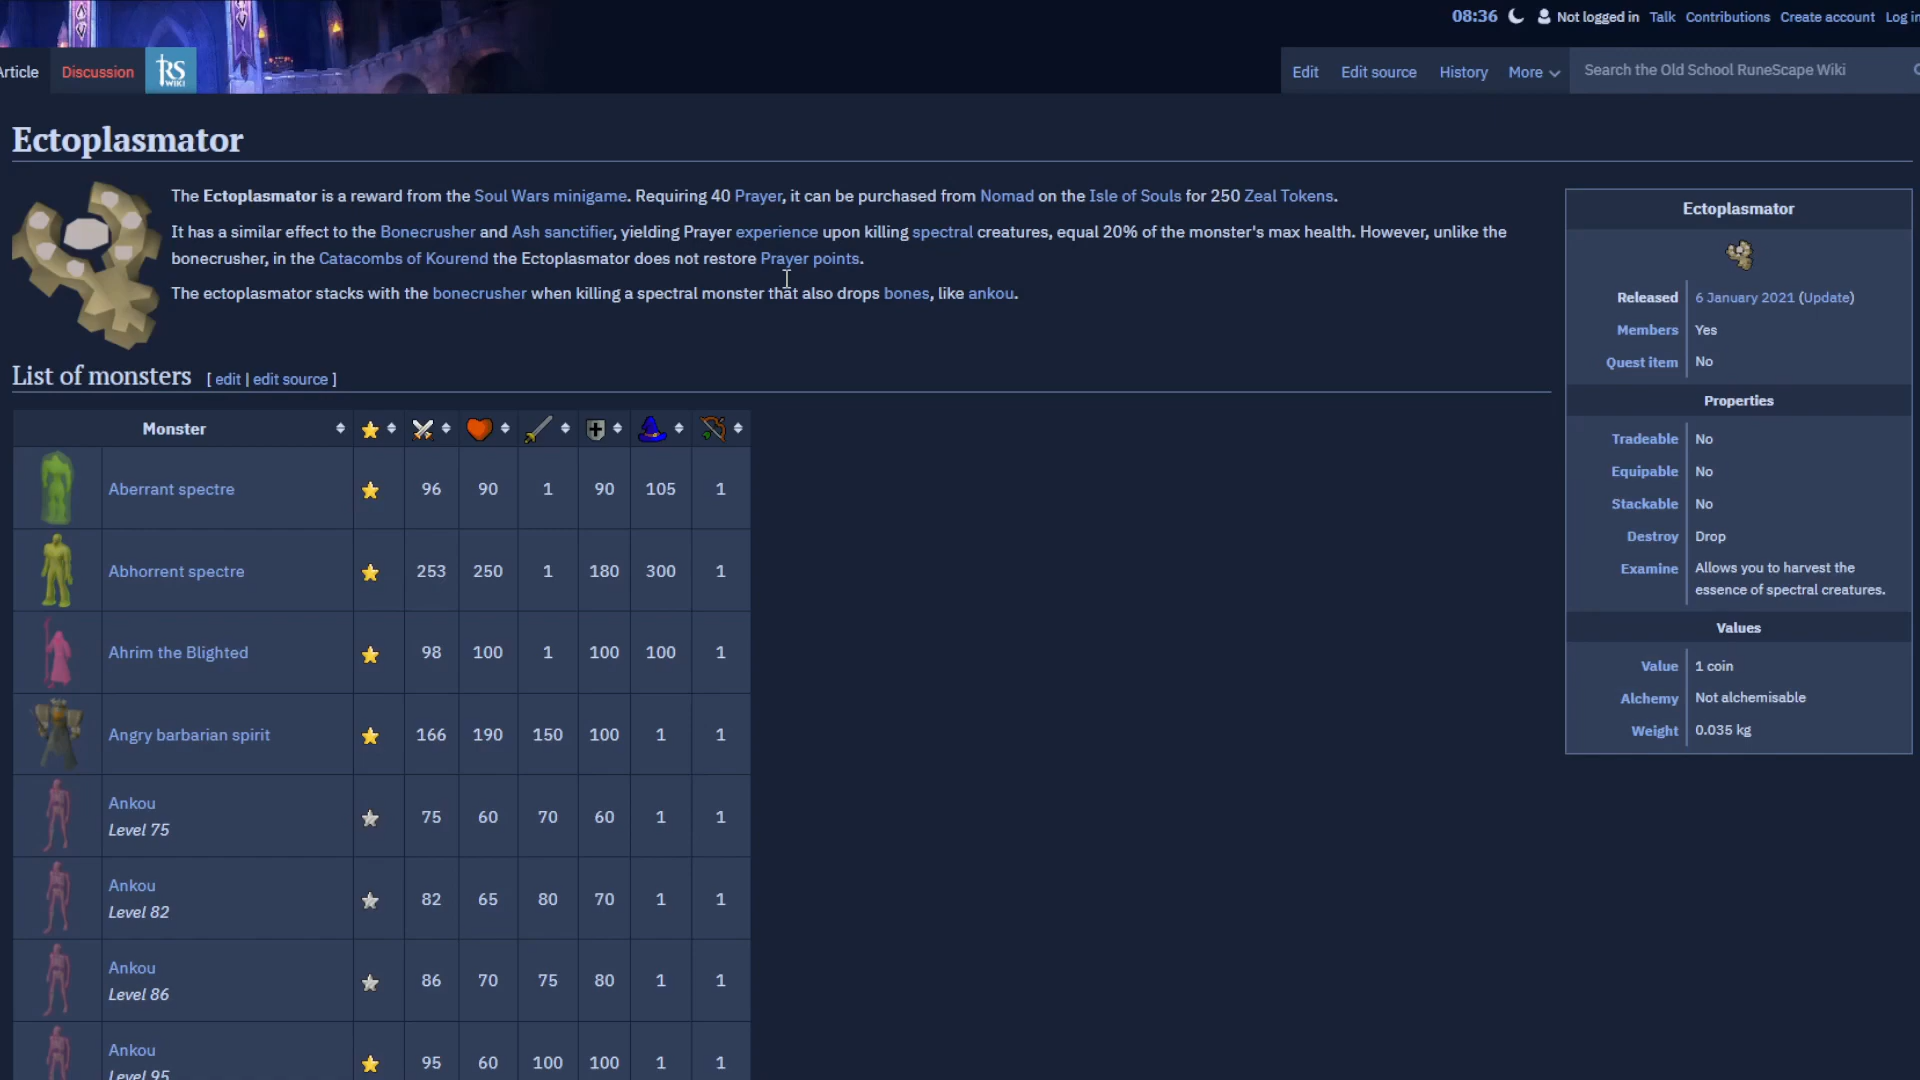 08:36 Not logged in Talk Contributions Create account Log in
Article Discussion RS WIKI Edit Edit source History More Search the Old School RuneScape Wiki
Ectoplasmator
The Ectoplasmator is a reward from the Soul Wars minigame. Requiring 40 Prayer, it can be purchased from Nomad on the Isle of Souls for 250 Zeal Tokens.
It has a similar effect to the Bonecrusher and Ash sanctifier, yielding Prayer experience upon killing spectral creatures, equal 20% of the monster's max health. However, unlike the
bonecrusher, in the Catacombs of Kourend the Ectoplasmator does not restore Prayer points.
The ectoplasmator stacks with the bonecrusher when killing a spectral monster that also drops bones, like ankou.
List of monsters [ edit | edit source ]
Monster
Aberrant spectre 96 90 1 90 105 1
Abhorrent spectre 253 250 1 180 300 1
Ahrim the Blighted 98 100 1 100 100 1
Angry barbarian spirit 166 190 150 100 1 1
Ankou
Level 75 75 60 70 60 1 1
Ankou
Level 82 82 65 80 70 1 1
Ankou
Level 86 86 70 75 80 1 1
Ankou
Level 95 95 60 100 100 1 1
Ectoplasmator
Released 6 January 2021 (Update)
Members Yes
Quest item No
Properties
Tradeable No
Equipable No
Stackable No
Destroy Drop
Examine Allows you to harvest the
essence of spectral creatures.
Values
Value 1 coin
Alchemy Not alchemisable
Weight 0.035 kg